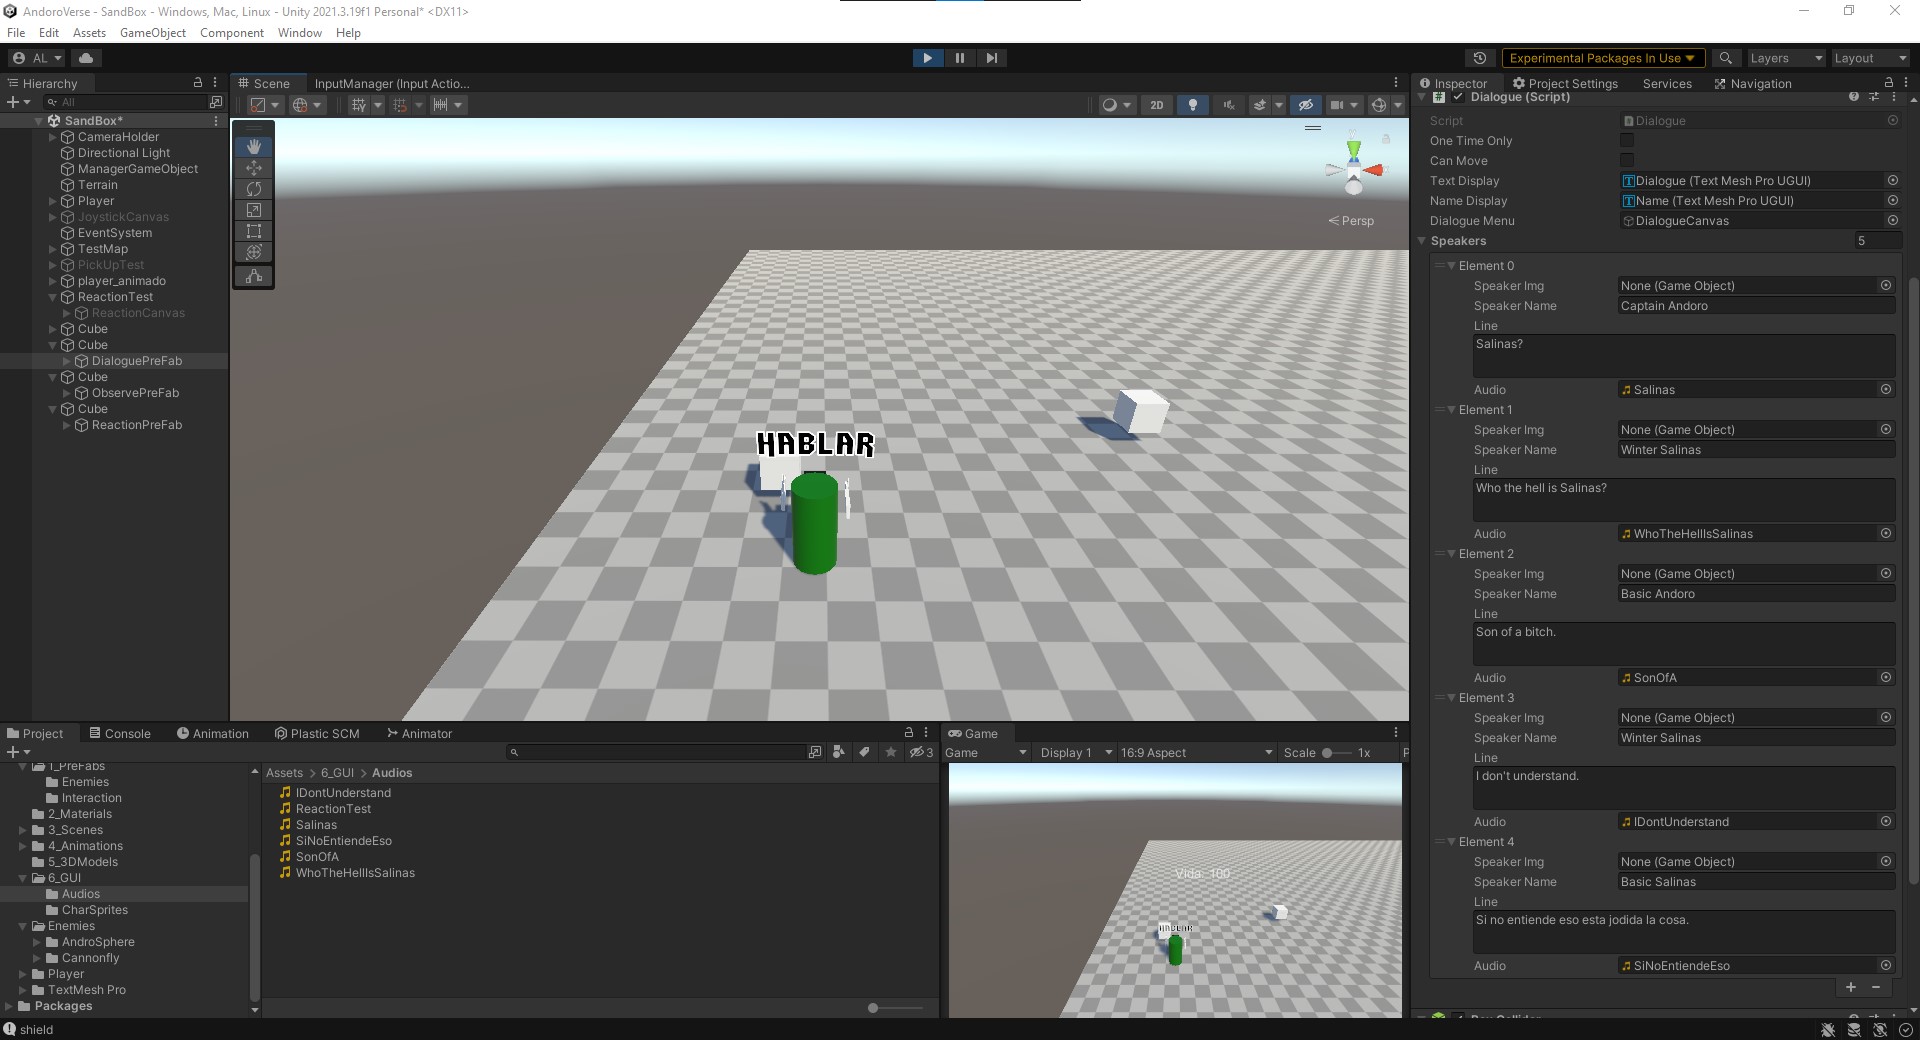 AndoroVerse - SandBox - Windows, Mac, Linux - Unity 2021.3.19f1 Personal* <DX11>
File Edit Assets GameObject Component Window Help
AL
Experimental Packages In Use
Layers
Layout
Hierarchy
All
SandBox*
CameraHolder
Directional Light
ManagerGameObject
Terrain
Player
JoystickCanvas
EventSystem
TestMap
PickUpTest
player_animado
ReactionTest
ReactionCanvas
Cube
Cube
DialoguePreFab
Cube
ObservePreFab
Cube
ReactionPreFab
Scene
InputManager (Input Actio...
2D
Persp
HABLAR
Inspector
Project Settings
Services
Navigation
Dialogue (Script)
Script Dialogue
One Time Only
Can Move
Text Display Dialogue (Text Mesh Pro UGUI)
Name Display Name (Text Mesh Pro UGUI)
Dialogue Menu DialogueCanvas
Speakers 5
Element 0
Speaker Img None (Game Object)
Speaker Name Captain Andoro
Line
Salinas?
Audio Salinas
Element 1
Speaker Img None (Game Object)
Speaker Name Winter Salinas
Line
Who the hell is Salinas?
Audio WhoTheHellIsSalinas
Element 2
Speaker Img None (Game Object)
Speaker Name Basic Andoro
Line
Son of a bitch.
Audio SonOfA
Element 3
Speaker Img None (Game Object)
Speaker Name Winter Salinas
Line
I don't understand.
Audio IDontUnderstand
Element 4
Speaker Img None (Game Object)
Speaker Name Basic Salinas
Line
Si no entiende eso esta jodida la cosa.
Audio SiNoEntiendeEso
Project
Console
Animation
Plastic SCM
Animator
3
1_PreFabs
Enemies
Interaction
2_Materials
3_Scenes
4_Animations
5_3DModels
6_GUI
Audios
CharSprites
Enemies
AndroSphere
Cannonfly
Player
TextMesh Pro
Packages
Assets > 6_GUI > Audios
IDontUnderstand
ReactionTest
Salinas
SiNoEntiendeEso
SonOfA
WhoTheHellIsSalinas
Game
Game Display 1 16:9 Aspect Scale 1x P
Vida: 100
HABLAR
shield